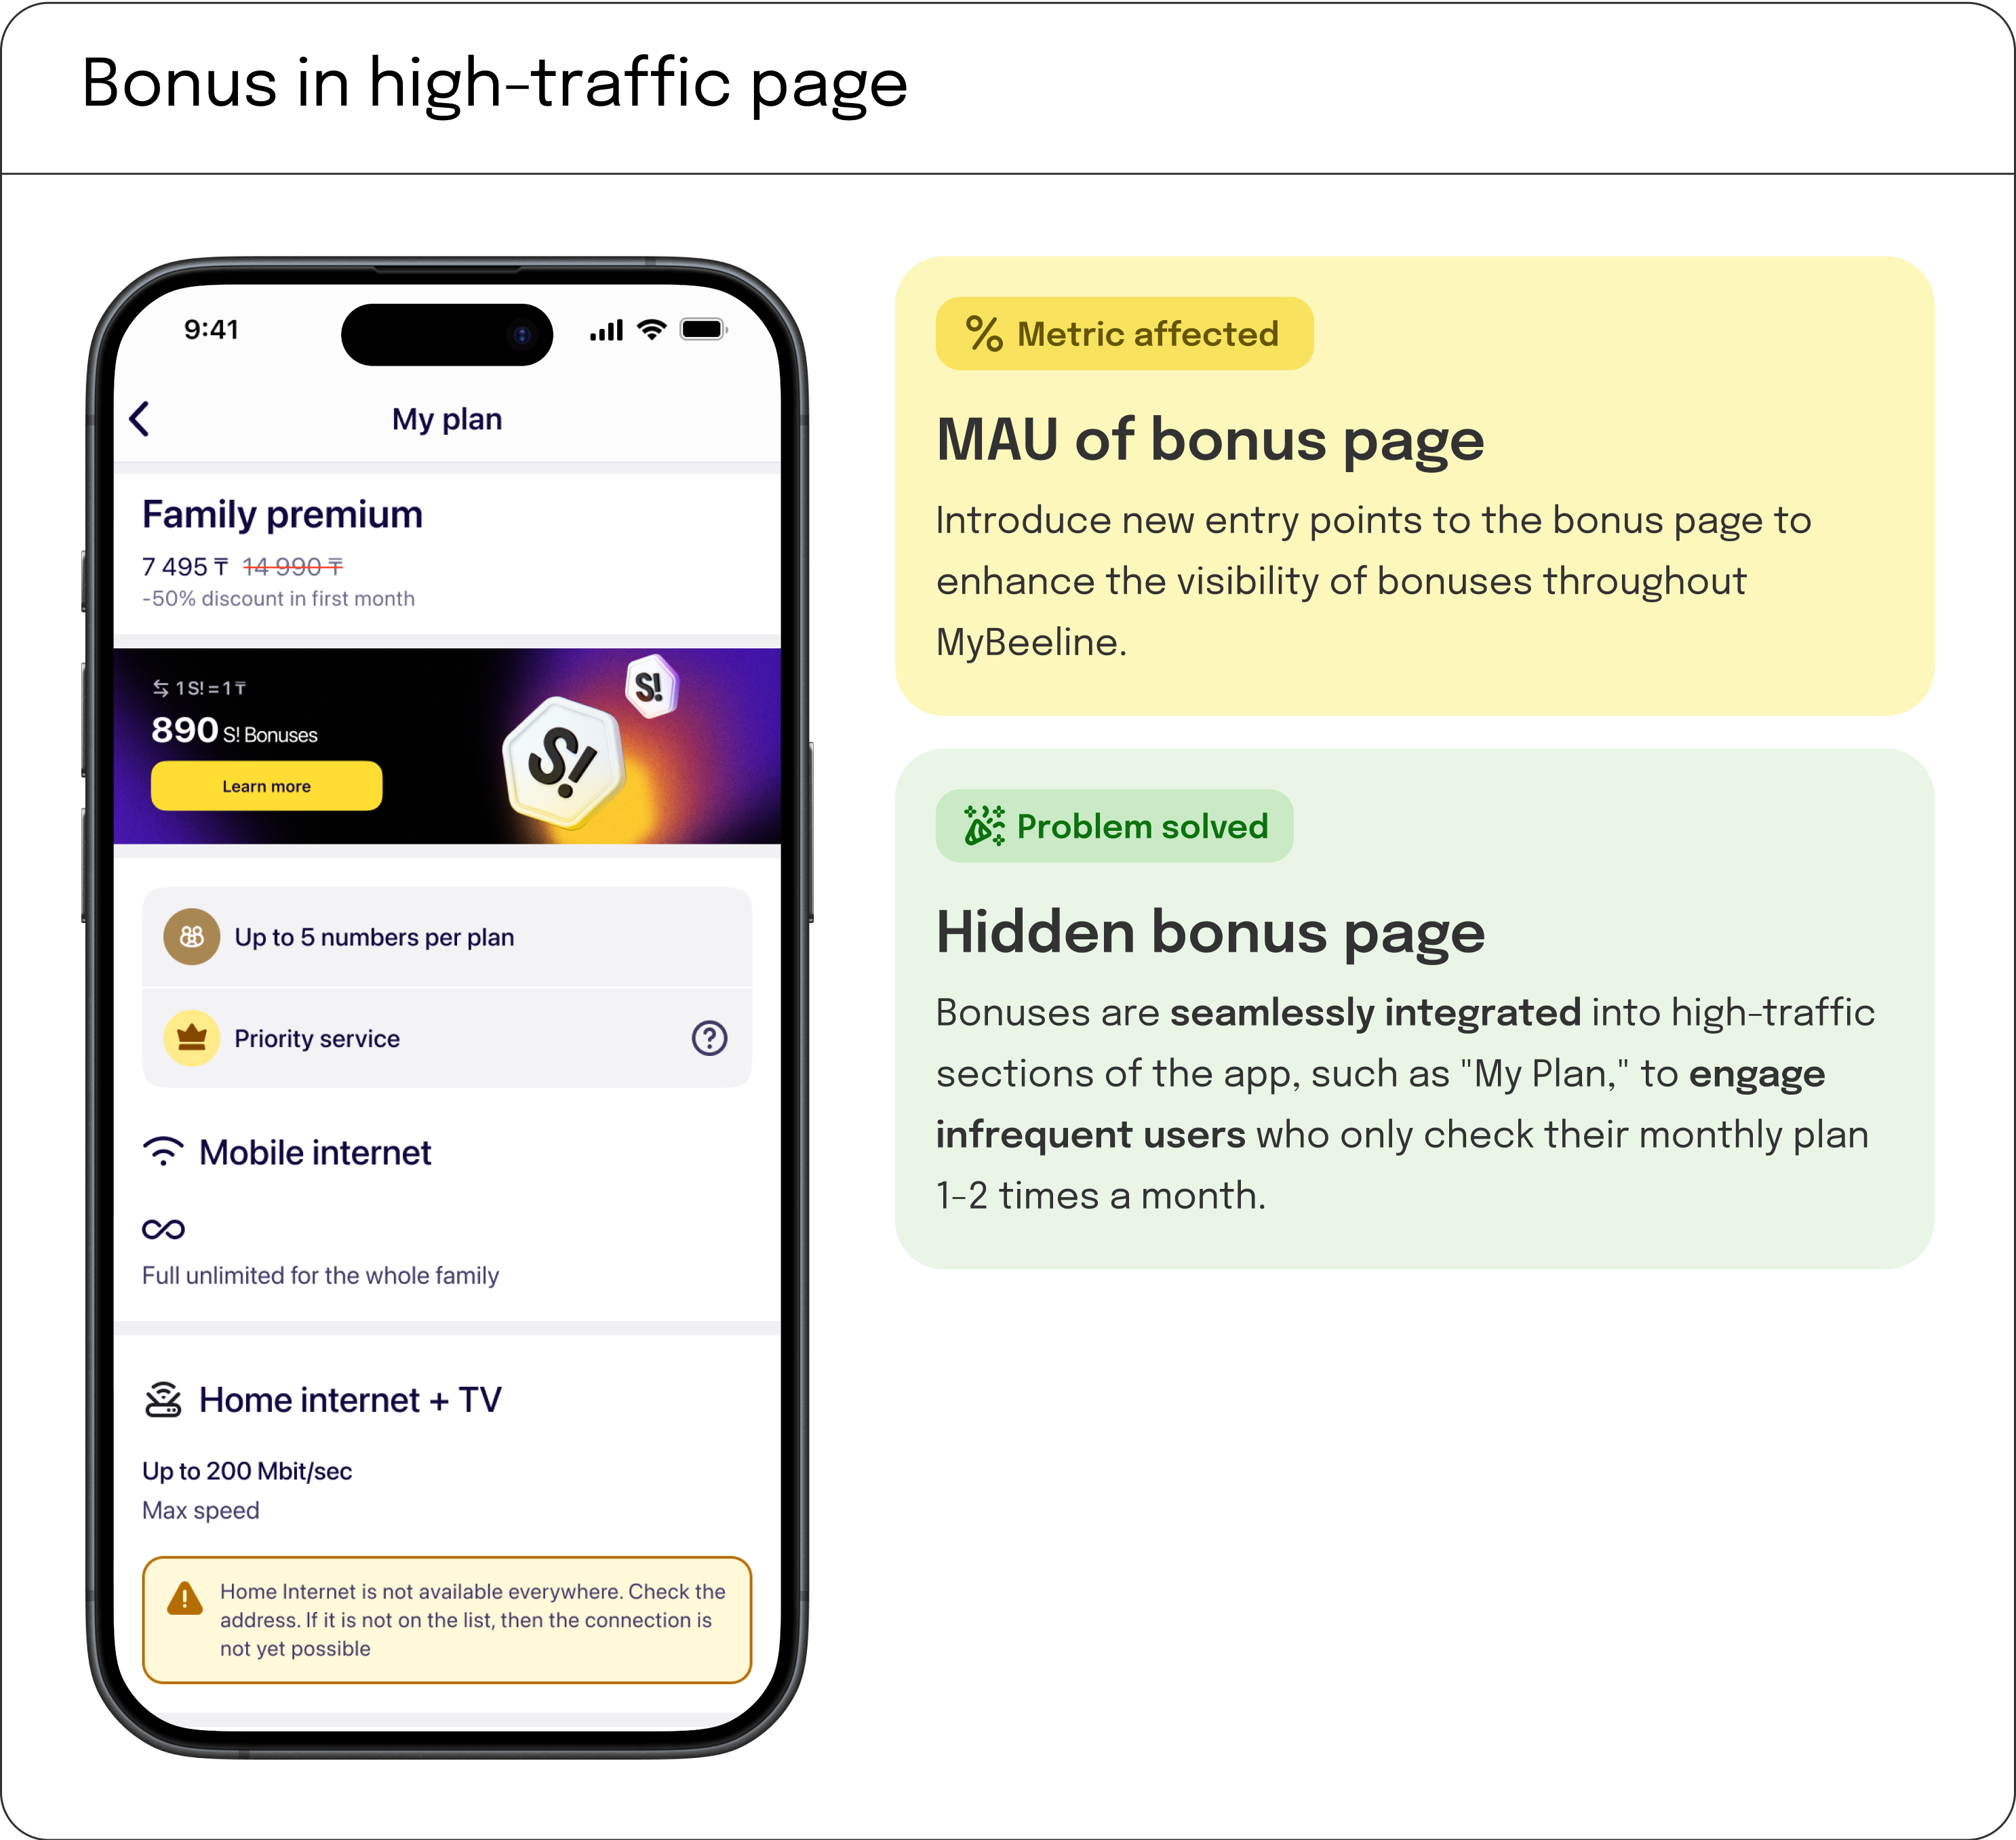 Bonus in high-traffic page
9:41
My plan
Family premium
7 495 ₸ 14 990 ₸
-50% discount in first month
1 S! = 1 ₸
890 S! Bonuses
Learn more
S!
S!
Up to 5 numbers per plan
Priority service
Mobile internet
Full unlimited for the whole family
Home internet + TV
Up to 200 Mbit/sec
Max speed
Home Internet is not available everywhere. Check the
address. If it is not on the list, then the connection is
not yet possible
% Metric affected
MAU of bonus page
Introduce new entry points to the bonus page to
enhance the visibility of bonuses throughout
MyBeeline.
Problem solved
Hidden bonus page
Bonuses are seamlessly integrated into high-traffic
sections of the app, such as "My Plan," to engage
infrequent users who only check their monthly plan
1-2 times a month.